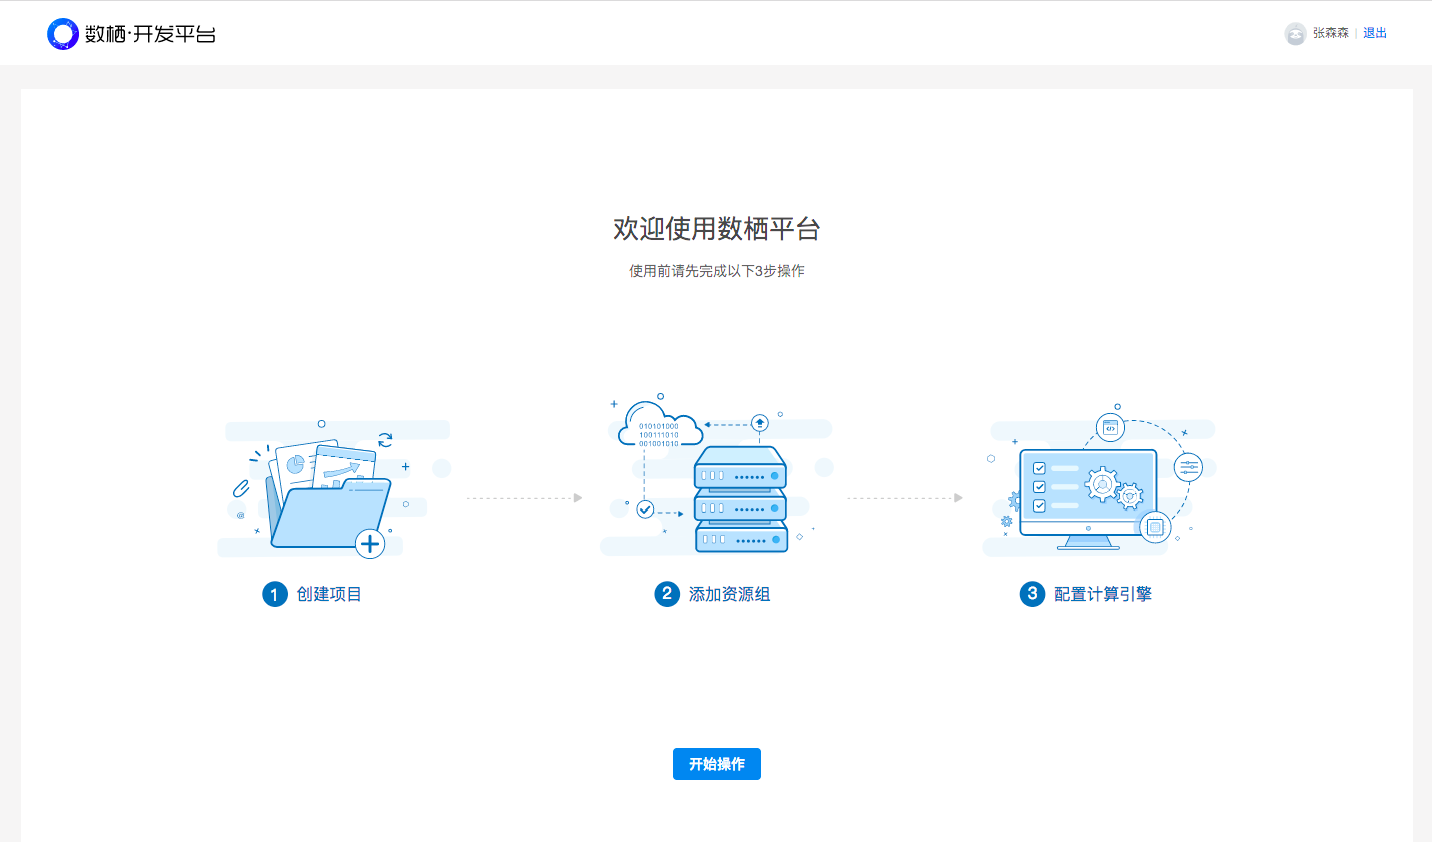 数栖·开发平台
张森森 | 退出
欢迎使用数栖平台
使用前请先完成以下3步操作
010101000
100111010
001001010
1 创建项目
2 添加资源组
3 配置计算引擎
开始操作